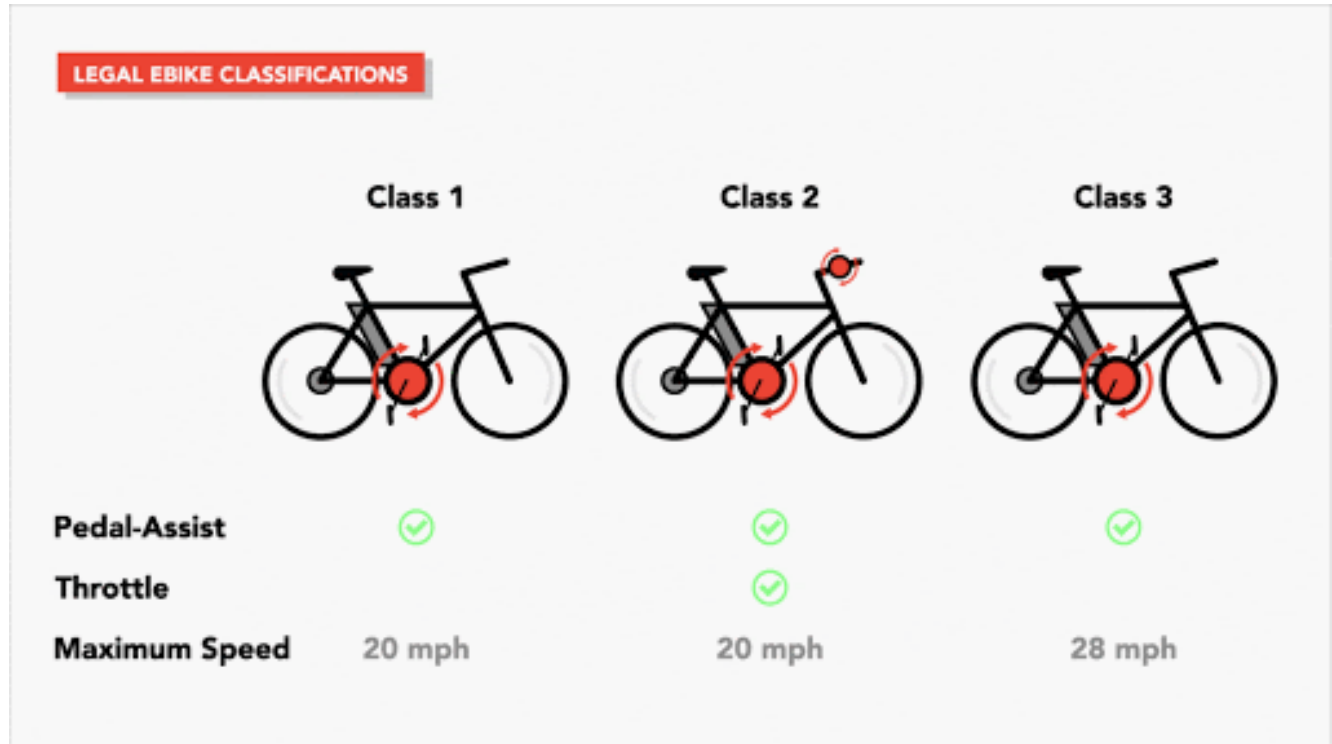 LEGAL EBIKE CLASSIFICATIONS
Class 1 Class 2 Class 3
Pedal-Assist
Throttle
Maximum Speed 20 mph 20 mph 28 mph